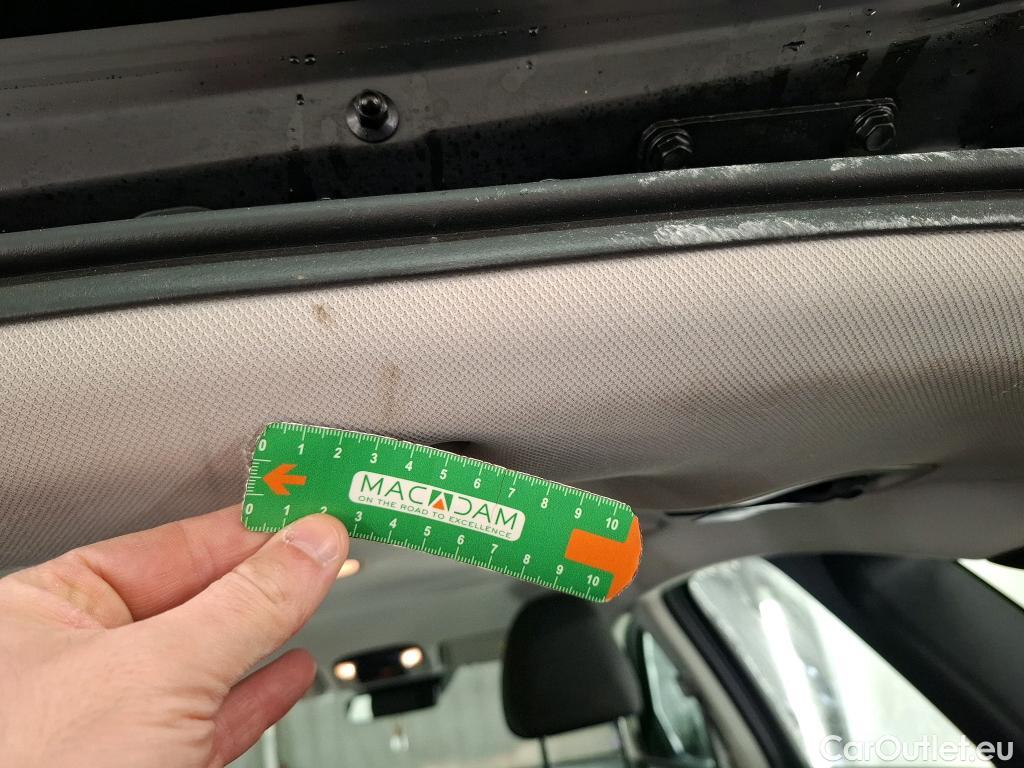 0 1 2 3 4 5 6 7 8 9 10
MACADAM
ON THE ROAD TO EXCELLENCE
0 1 2 3 4 5 6 7 8 9 10
CarOutlet.eu